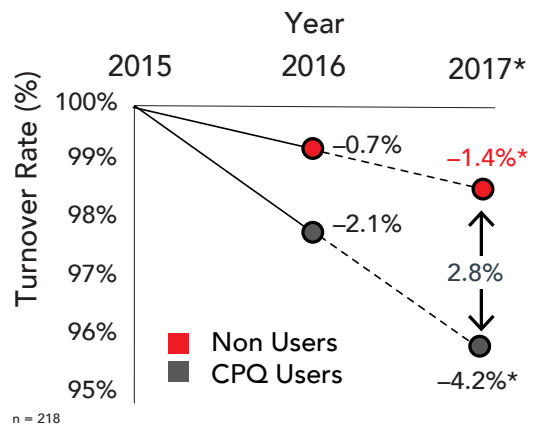 Year
2015 2016 2017*
Turnover Rate (%)
100%
99%
98%
97%
96%
95%
–0.7%
–1.4%*
–2.1%
2.8%
–4.2%*
Non Users
CPQ Users
n = 218